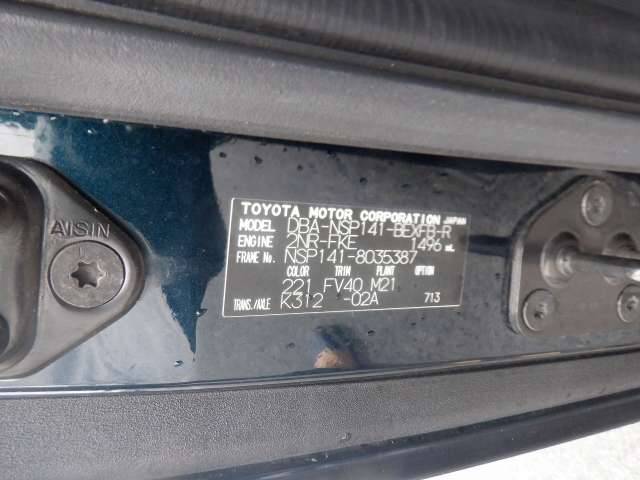 AISIN
TOYOTA MOTOR CORPORATION JAPAN
MODEL DBA-NSP141-BEXFB-R
ENGINE 2NR-FKE 1496 mL
FRAME No. NSP141-8035387
COLOR TRIM PLANT OPTION
221 FV40 M21
TRANS./AXLE K312 -02A 713